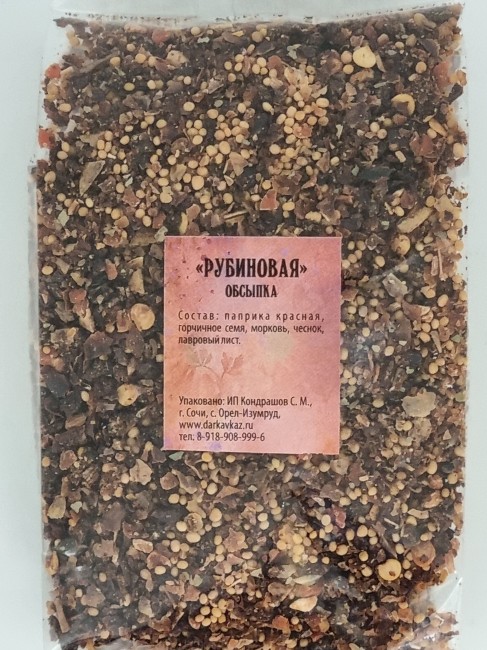 «РУБИНОВАЯ»
ОБСЫПКА
Состав: паприка красная,
горчичное семя, морковь, чеснок,
лавровый лист.
Упаковано: ИП Кондрашов С. М.,
г. Сочи, с. Орел-Изумруд,
www.darkavkaz.ru
тел. 8-918-908-999-6